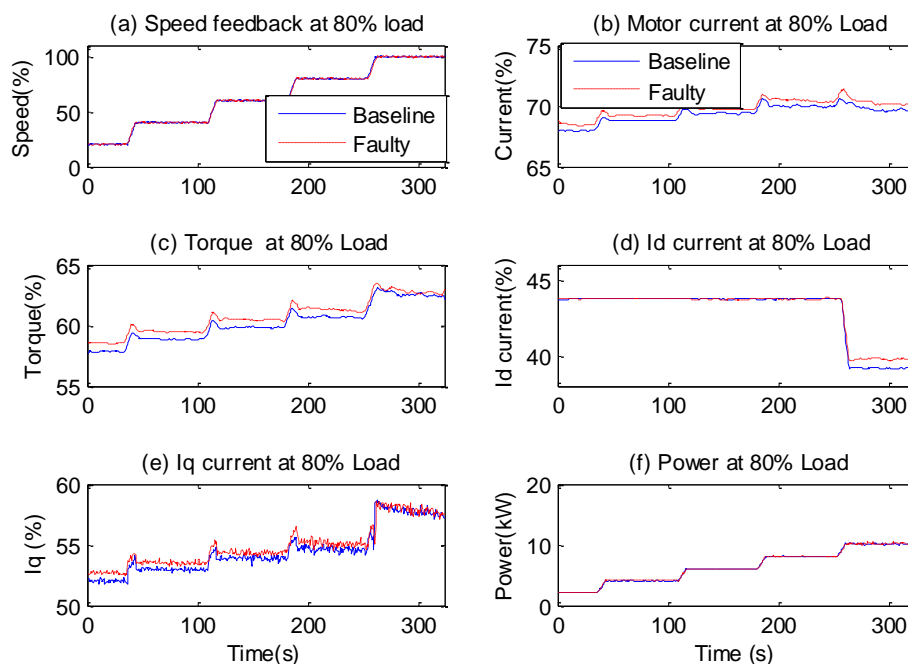 (a) Speed feedback at 80% load
100
50
0
Speed(%)
Baseline
Faulty
0 100 200 300
(b) Motor current at 80% Load
75
70
65
Current(%)
Baseline
Faulty
0 100 200 300
(c) Torque at 80% Load
65
60
55
Torque(%)
0 100 200 300
(d) Id current at 80% Load
45
40
Id current(%)
0 100 200 300
(e) Iq current at 80% Load
60
55
50
Iq (%)
0 100 200 300
Time(s)
(f) Power at 80% Load
20
10
0
Power(kW)
0 100 200 300
Time (s)